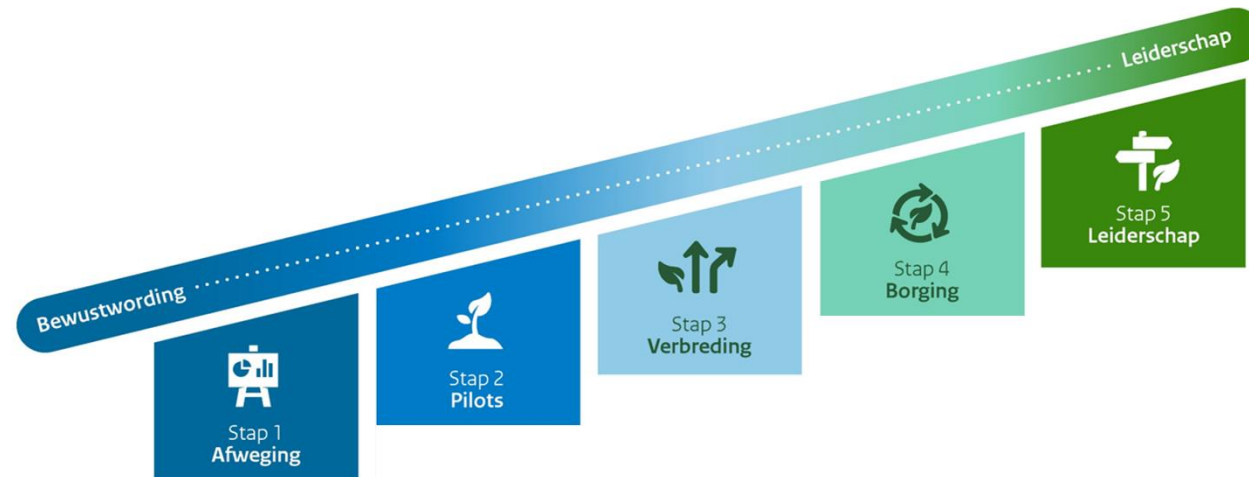 Bewustwording
Leiderschap
Stap 1
Afweging
Stap 2
Pilots
Stap 3
Verbreding
Stap 4
Borging
Stap 5
Leiderschap